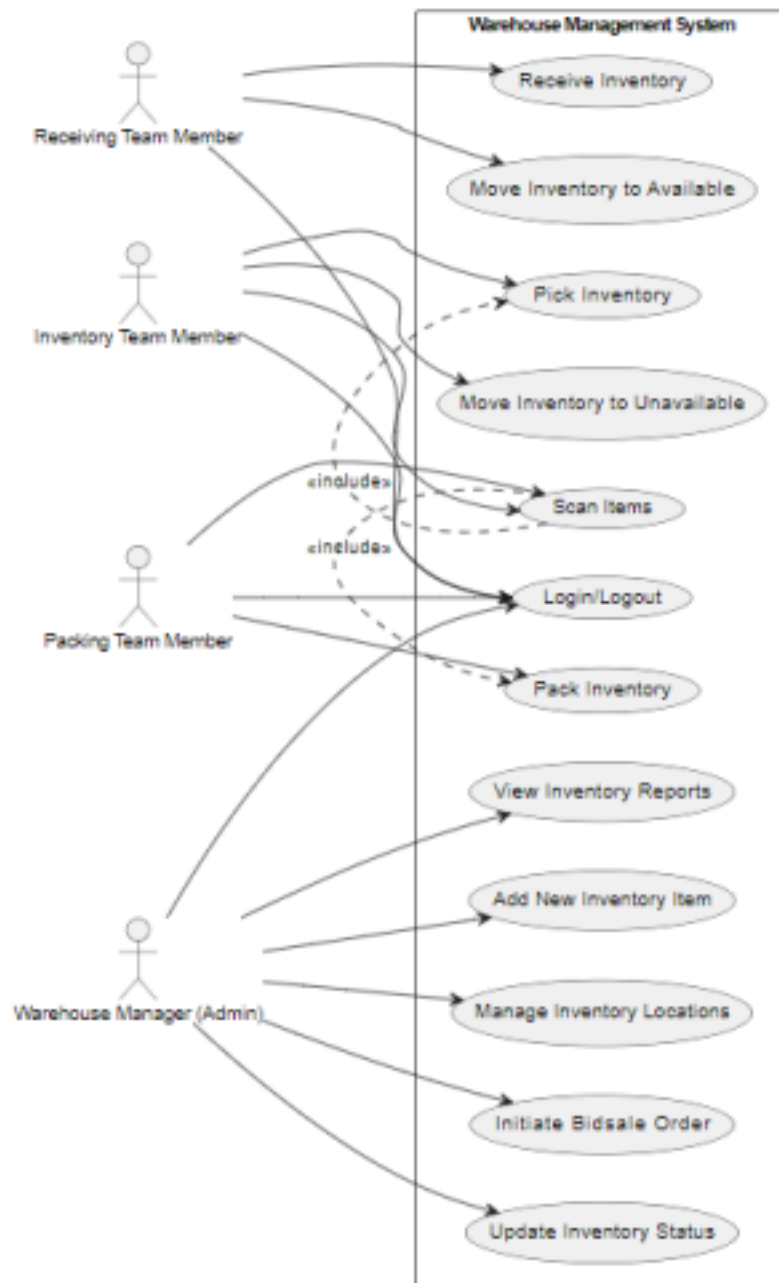 Warehouse Management System
Receive Inventory
Receiving Team Member
Move Inventory to Available
Pick Inventory
Inventory Team Member
Move Inventory to Unavailable
«include»
Scan Items
«include»
Login/Logout
Packing Team Member
Pack Inventory
View Inventory Reports
Add New Inventory Item
Warehouse Manager (Admin)
Manage Inventory Locations
Initiate Bidsale Order
Update Inventory Status